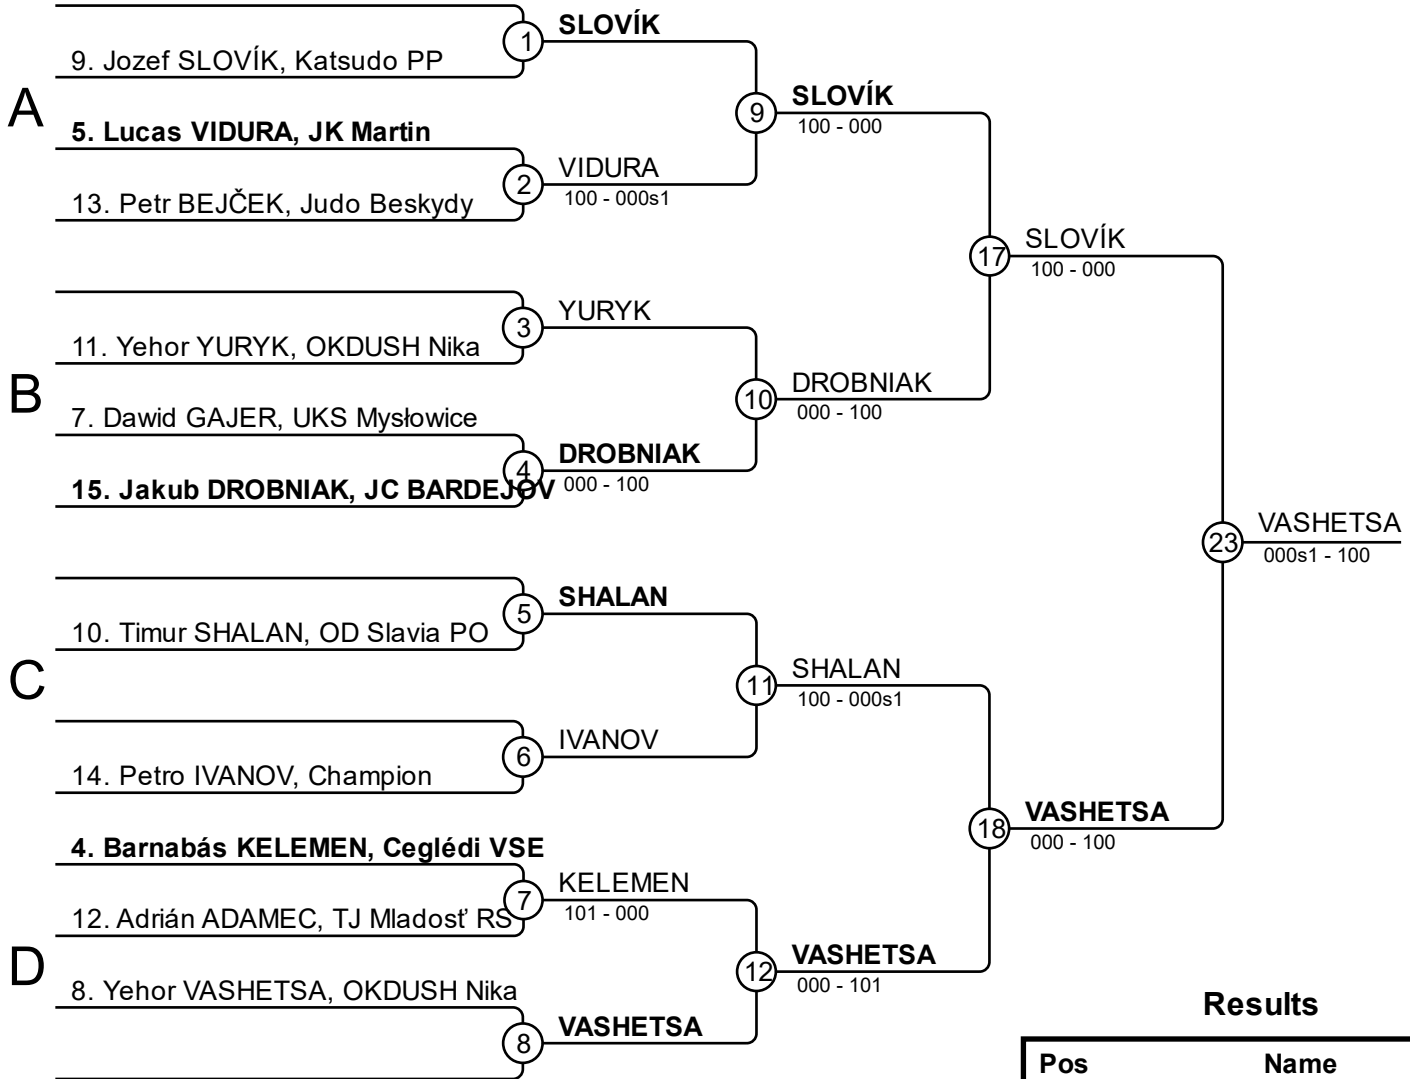 A
9. Jozef SLOVÍK, Katsudo PP
1
SLOVÍK
5. Lucas VIDURA, JK Martin
13. Petr BEJČEK, Judo Beskydy
2
VIDURA
100 - 000s1
9
SLOVÍK
100 - 000
B
11. Yehor YURYK, OKDUSH Nika
3
YURYK
7. Dawid GAJER, UKS Mysłowice
15. Jakub DROBNIAK, JC BARDEJOV
4
DROBNIAK
000 - 100
10
DROBNIAK
000 - 100
17
SLOVÍK
100 - 000
C
10. Timur SHALAN, OD Slavia PO
5
SHALAN
14. Petro IVANOV, Champion
6
IVANOV
11
SHALAN
100 - 000s1
D
4. Barnabás KELEMEN, Ceglédi VSE
12. Adrián ADAMEC, TJ Mladosť RS
7
KELEMEN
101 - 000
8. Yehor VASHETSA, OKDUSH Nika
8
VASHETSA
12
VASHETSA
000 - 101
18
VASHETSA
000 - 100
23
VASHETSA
000s1 - 100
Results
Pos Name